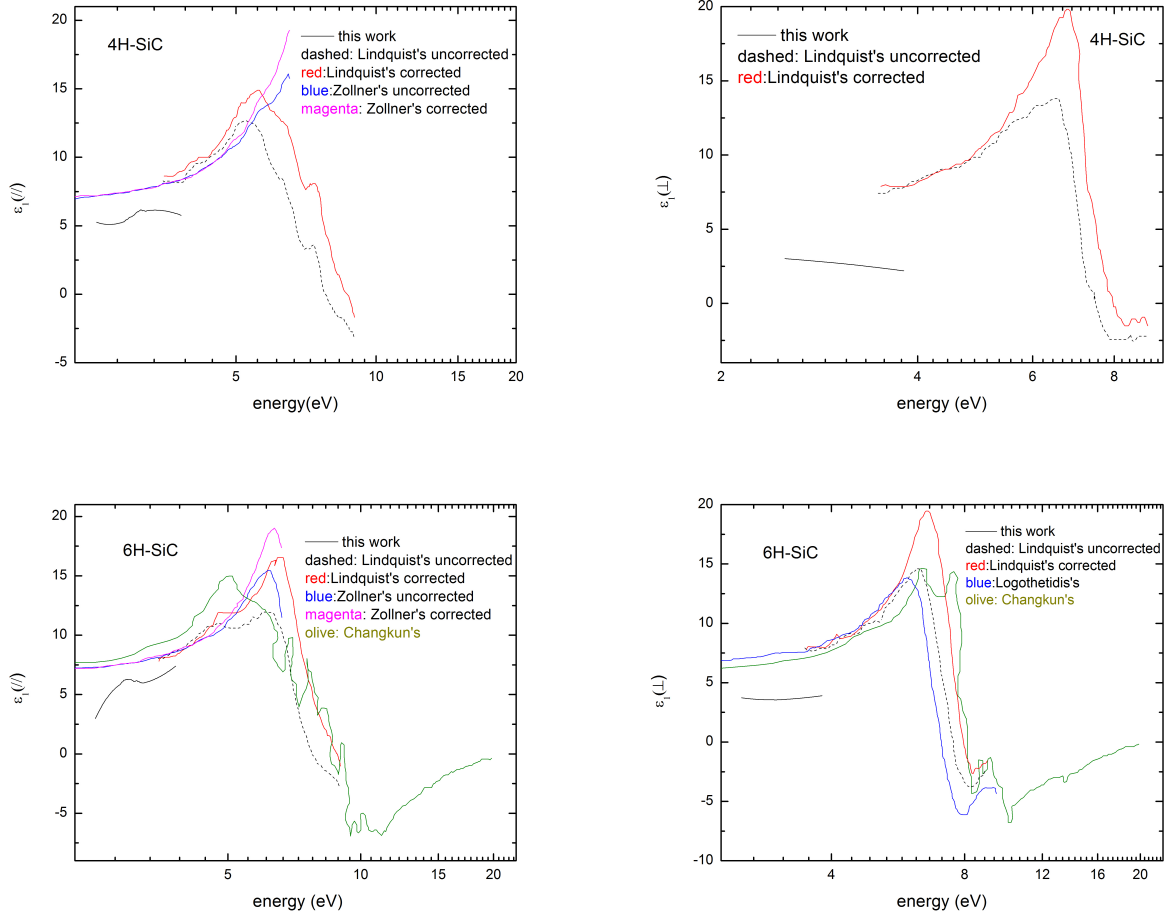 20
15
10
5
0
-5
5
10
15
20
ε₁(//)
energy(eV)
4H-SiC
this work
dashed: Lindquist's uncorrected
red:Lindquist's corrected
blue:Zollner's uncorrected
magenta: Zollner's corrected
20
15
10
5
0
2
4
6
8
ε₁(⊥)
energy (eV)
this work
4H-SiC
dashed: Lindquist's uncorrected
red:Lindquist's corrected
20
15
10
5
0
-5
5
10
15
20
ε₁(//)
energy (eV)
6H-SiC
this work
dashed: Lindquist's uncorrected
red:Lindquist's corrected
blue:Zollner's uncorrected
magenta: Zollner's corrected
olive: Changkun's
20
15
10
5
0
-5
-10
4
8
12
16
20
ε₁(⊥)
energy (eV)
6H-SiC
this work
dashed: Lindquist's uncorrected
red:Lindquist's corrected
blue:Logothetidis's
olive: Changkun's